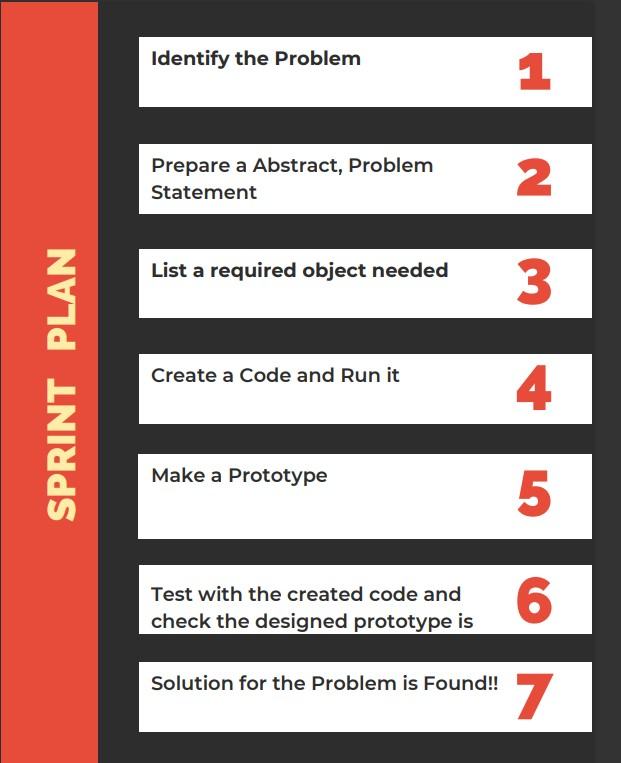 SPRINT PLAN
Identify the Problem
1
Prepare a Abstract, Problem
Statement
2
List a required object needed
3
Create a Code and Run it
4
Make a Prototype
5
Test with the created code and
check the designed prototype is
6
Solution for the Problem is Found!!
7